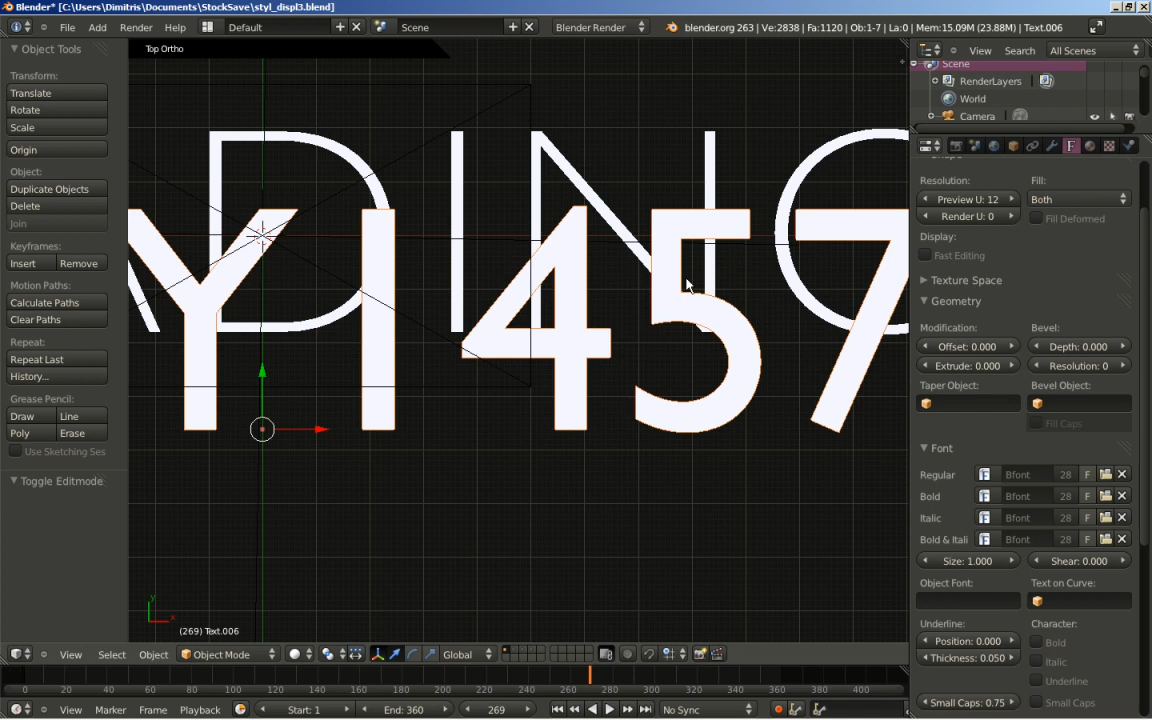 Blender* [C:\Users\Dimitris\Documents\StockSave\styl_displ3.blend]
File Add Render Help Default Scene Blender Render blender.org 263 | Ve:2838 | Fa:1120 | Ob:1-7 | La:0 | Mem:15.09M (23.88M) | Text.006
Object Tools
Transform:
Translate
Rotate
Scale
Origin
Object:
Duplicate Objects
Delete
Join
Keyframes:
Insert Remove
Motion Paths:
Calculate Paths
Clear Paths
Repeat:
Repeat Last
History...
Grease Pencil:
Draw Line
Poly Erase
Use Sketching Ses
Toggle Editmode
Top Ortho
DING
Y 1457
y
x
(269) Text.006
View Select Object Object Mode Global
View Search All Scenes
Scene
RenderLayers
World
Camera
F
Resolution: Fill:
Preview U: 12 Both
Render U: 0 Fill Deformed
Display:
Fast Editing
Texture Space
Geometry
Modification: Bevel:
Offset: 0.000 Depth: 0.000
Extrude: 0.000 Resolution: 0
Taper Object: Bevel Object:
Fill Caps
Font
Regular F Bfont 28 F
Bold F Bfont 28 F
Italic F Bfont 28 F
Bold & Itali F Bfont 28 F
Size: 1.000 Shear: 0.000
Object Font: Text on Curve:
Underline: Character:
Position: 0.000 Bold
Thickness: 0.050 Italic
Underline
Small Caps: 0.75 Small Caps
0 20 40 60 80 100 120 140 160 180 200 220 240 260 280 300 320 340 360 380 400
View Marker Frame Playback Start: 1 End: 360 269 No Sync